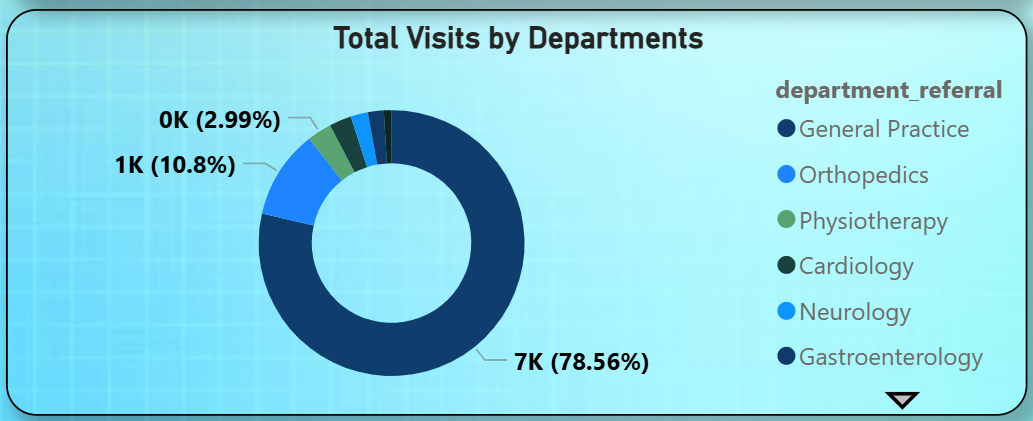 Total Visits by Departments
0K (2.99%)
1K (10.8%)
7K (78.56%)
department_referral
General Practice
Orthopedics
Physiotherapy
Cardiology
Neurology
Gastroenterology